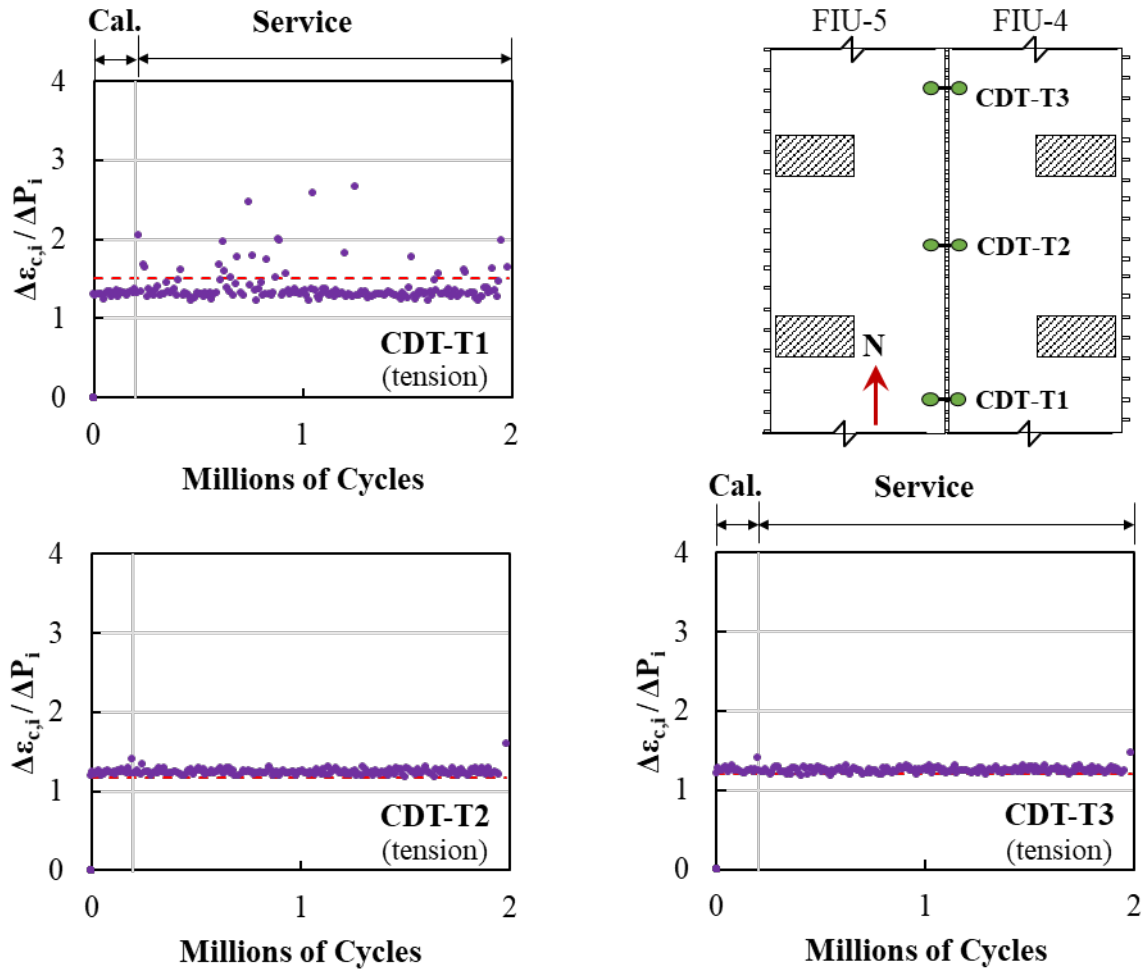 Cal.
Service
4
3
2
1
0
Δε_c,i / ΔP_i
CDT-T1
(tension)
0
1
2
Millions of Cycles
FIU-5
FIU-4
CDT-T3
CDT-T2
N
CDT-T1
4
3
2
1
0
Δε_c,i / ΔP_i
CDT-T2
(tension)
0
1
2
Millions of Cycles
Cal.
Service
4
3
2
1
0
Δε_c,i / ΔP_i
CDT-T3
(tension)
0
1
2
Millions of Cycles